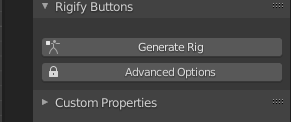 Rigify Buttons
Generate Rig
Advanced Options
Custom Properties